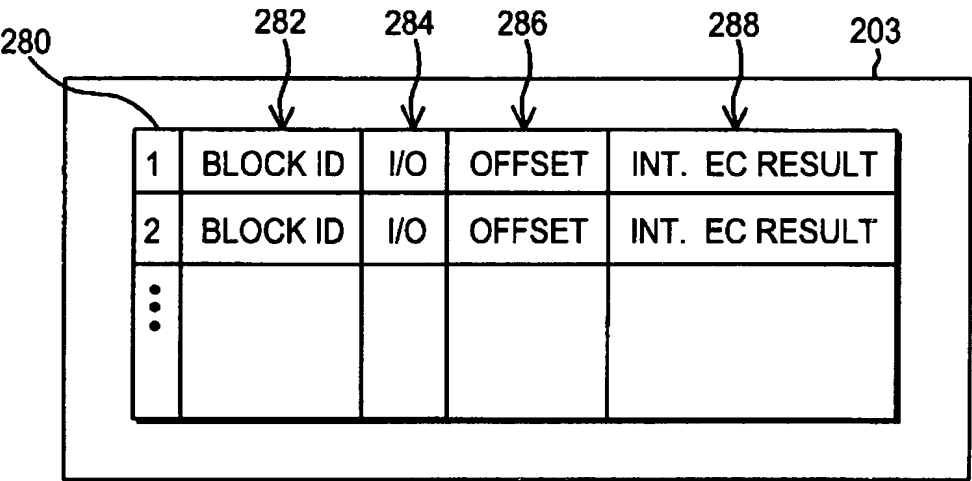 280 282 284 286 288 203
1 BLOCK ID I/O OFFSET INT. EC RESULT
2 BLOCK ID I/O OFFSET INT. EC RESULT